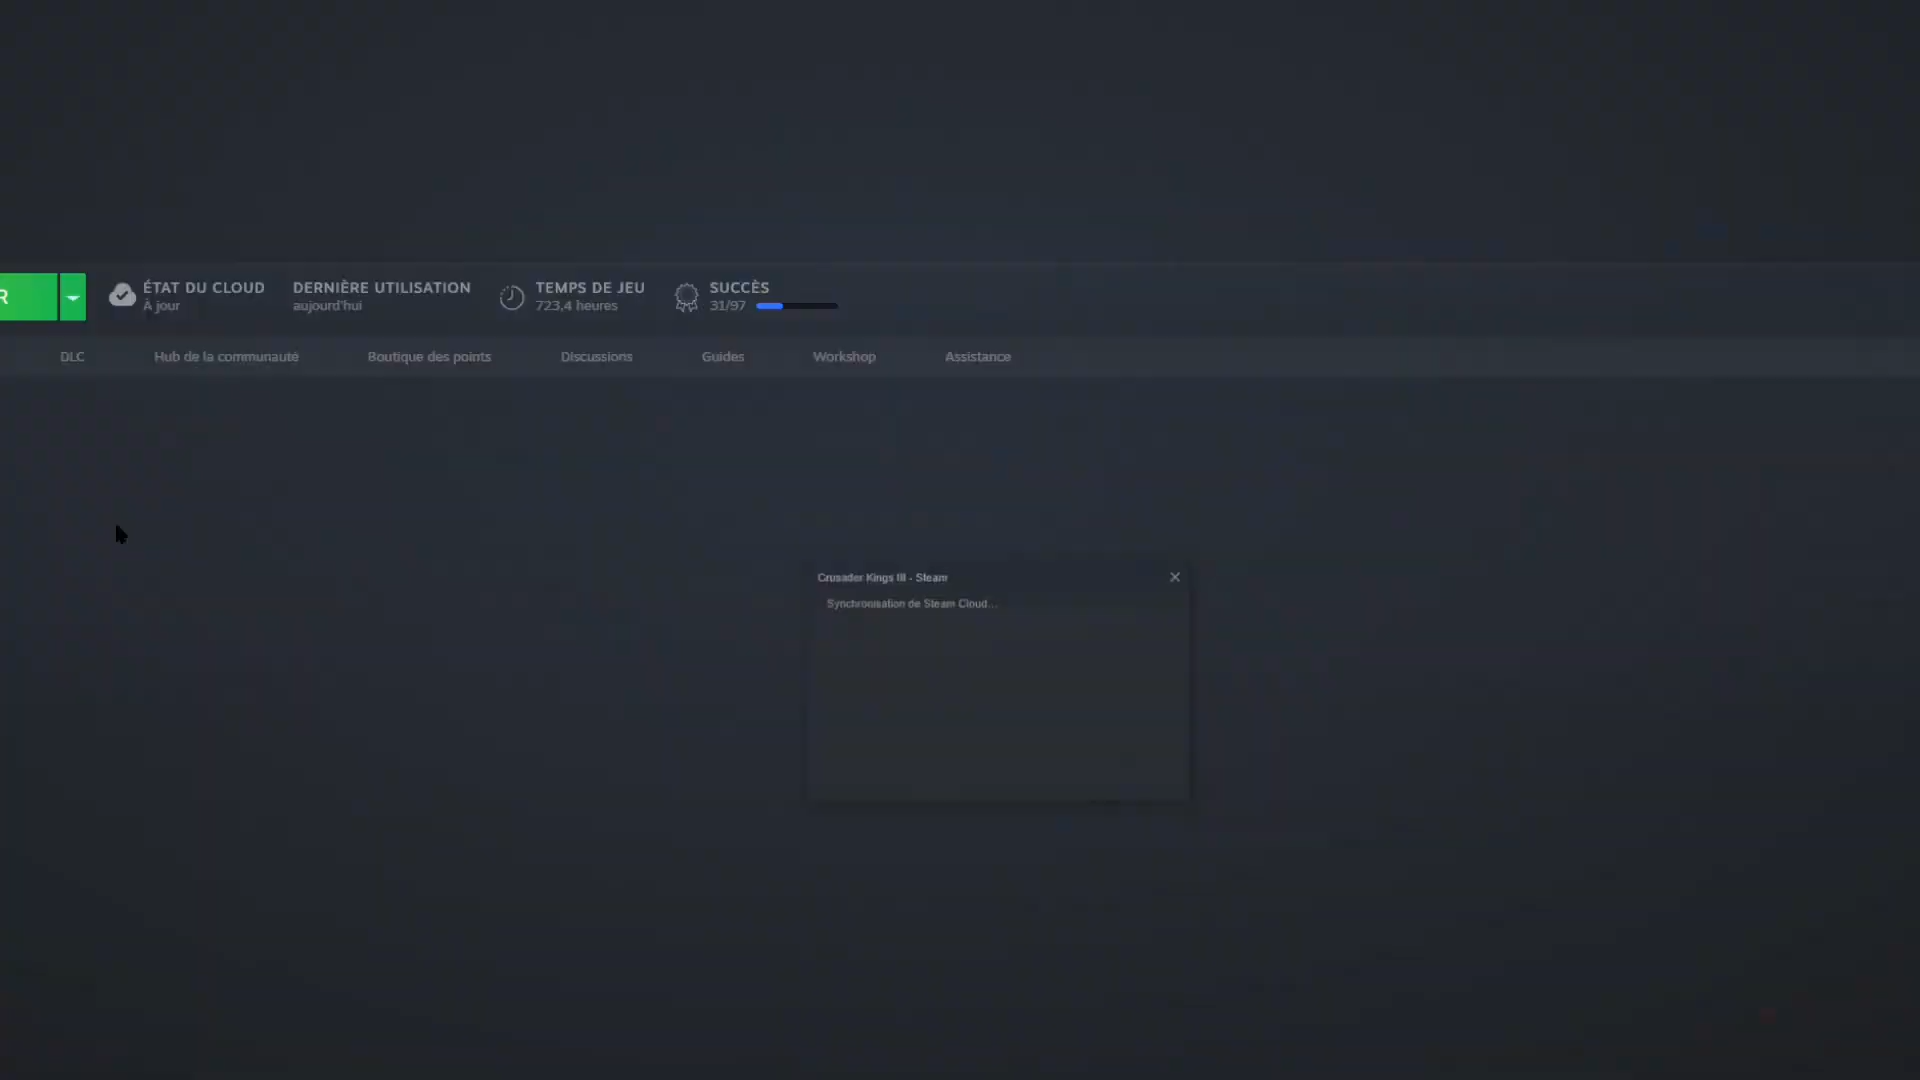 R
ÉTAT DU CLOUD
À jour
DERNIÈRE UTILISATION
aujourd'hui
TEMPS DE JEU
723,4 heures
SUCCÈS
31/97
DLC
Hub de la communauté
Boutique des points
Discussions
Guides
Workshop
Assistance
Crusader Kings III - Steam
Synchronisation de Steam Cloud...